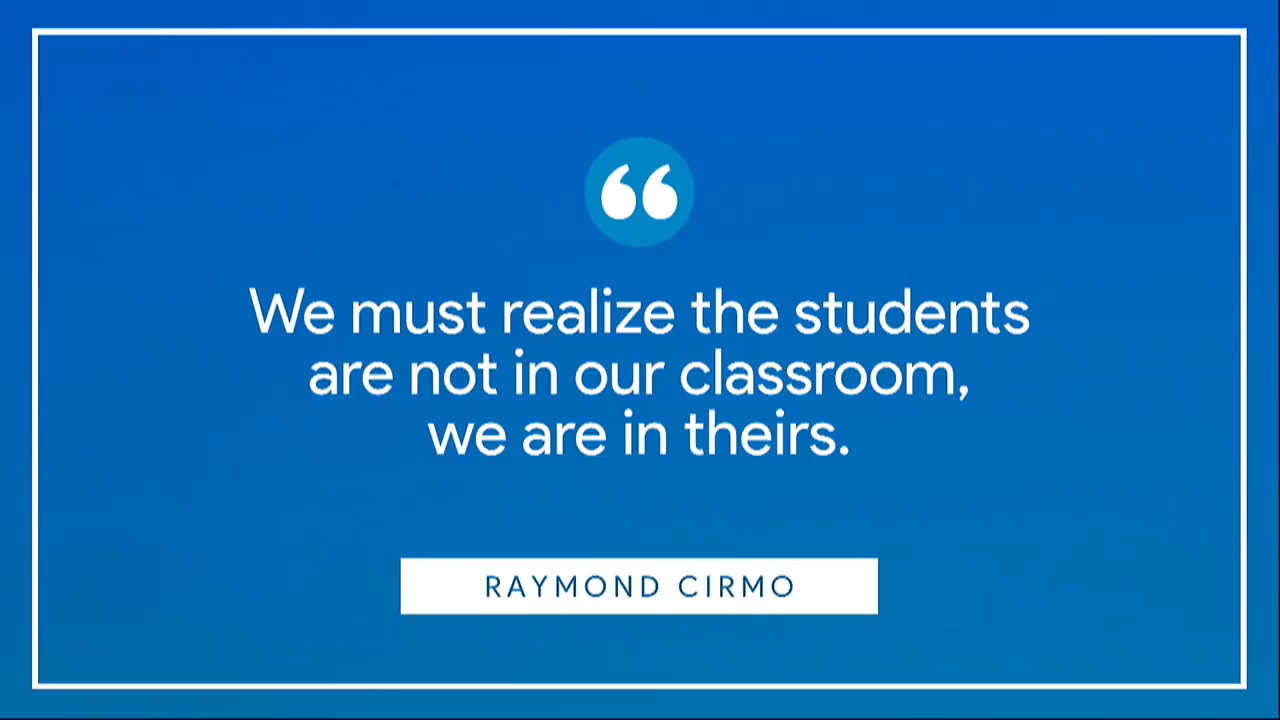 “
We must realize the students
are not in our classroom,
we are in theirs.
RAYMOND CIRMO